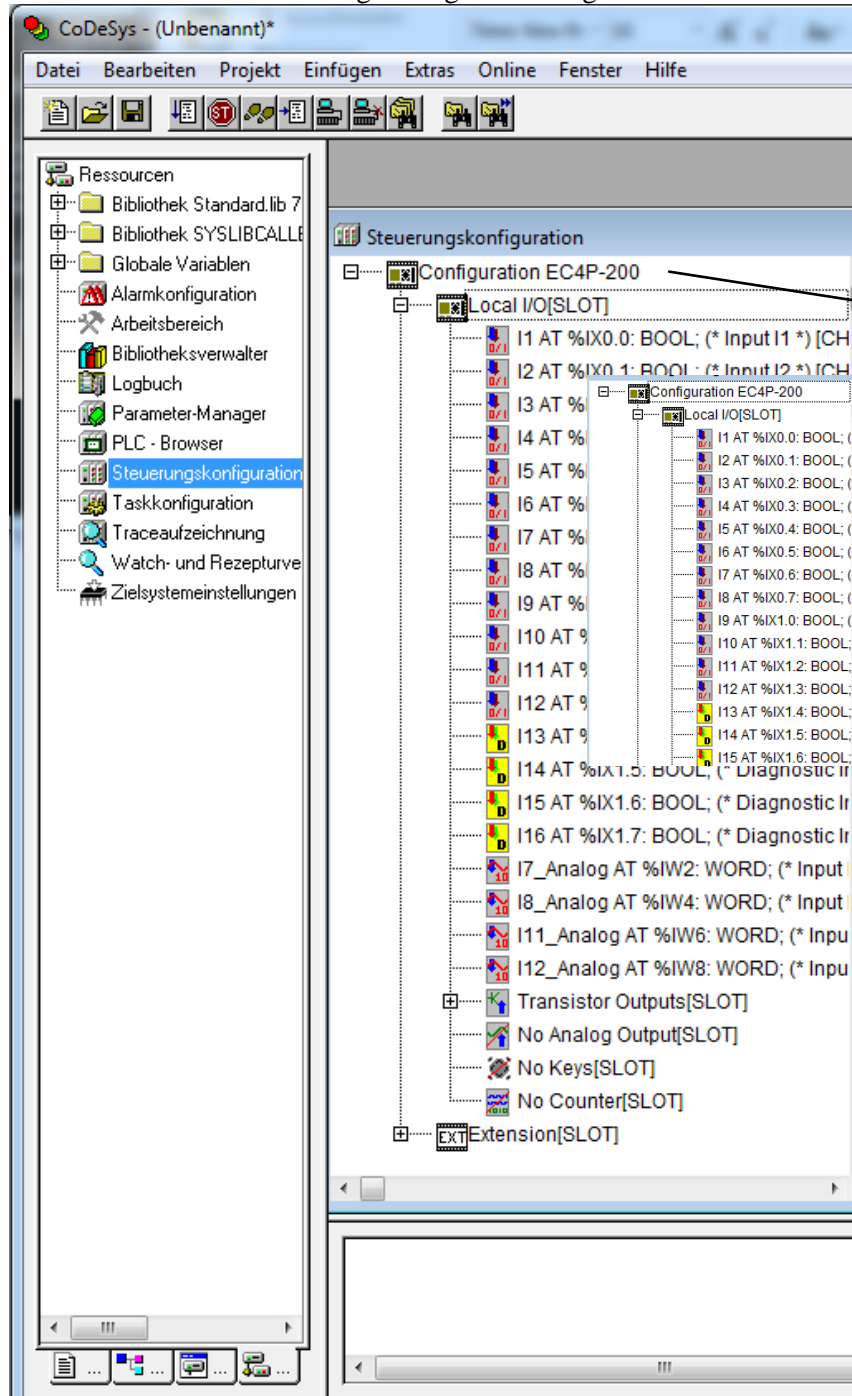 CoDeSys - (Unbenannt)*
Datei Bearbeiten Projekt Einfügen Extras Online Fenster Hilfe
Ressourcen
Bibliothek Standard.lib 7
Bibliothek SYSLIBCALLB
Globale Variablen
Alarmkonfiguration
Arbeitsbereich
Bibliotheksverwalter
Logbuch
Parameter-Manager
PLC - Browser
Steuerungskonfiguration
Taskkonfiguration
Traceaufzeichnung
Watch- und Rezepturve
Zielsystemeinstellungen
Steuerungskonfiguration
Configuration EC4P-200
Local I/O[SLOT]
I1 AT %IX0.0: BOOL; (* Input I1 *) [CH
I2 AT %IX0.1: BOOL; (* Input I2 *) [CH
I3 AT %I
I4 AT %I
I5 AT %I
I6 AT %I
I7 AT %I
I8 AT %I
I9 AT %I
I10 AT %
I11 AT %
I12 AT %
I13 AT %
I14 AT %IX1.5: BOOL; (* Diagnostic Ir
I15 AT %IX1.6: BOOL; (* Diagnostic Ir
I16 AT %IX1.7: BOOL; (* Diagnostic Ir
I7_Analog AT %IW2: WORD; (* Input
I8_Analog AT %IW4: WORD; (* Input
I11_Analog AT %IW6: WORD; (* Inpu
I12_Analog AT %IW8: WORD; (* Inpu
Transistor Outputs[SLOT]
No Analog Output[SLOT]
No Keys[SLOT]
No Counter[SLOT]
Extension[SLOT]
Configuration EC4P-200
Local I/O[SLOT]
I1 AT %IX0.0: BOOL; (
I2 AT %IX0.1: BOOL; (
I3 AT %IX0.2: BOOL; (
I4 AT %IX0.3: BOOL; (
I5 AT %IX0.4: BOOL; (
I6 AT %IX0.5: BOOL; (
I7 AT %IX0.6: BOOL; (
I8 AT %IX0.7: BOOL; (
I9 AT %IX1.0: BOOL; (
I10 AT %IX1.1: BOOL;
I11 AT %IX1.2: BOOL;
I12 AT %IX1.3: BOOL;
I13 AT %IX1.4: BOOL;
I14 AT %IX1.5: BOOL;
I15 AT %IX1.6: BOOL;